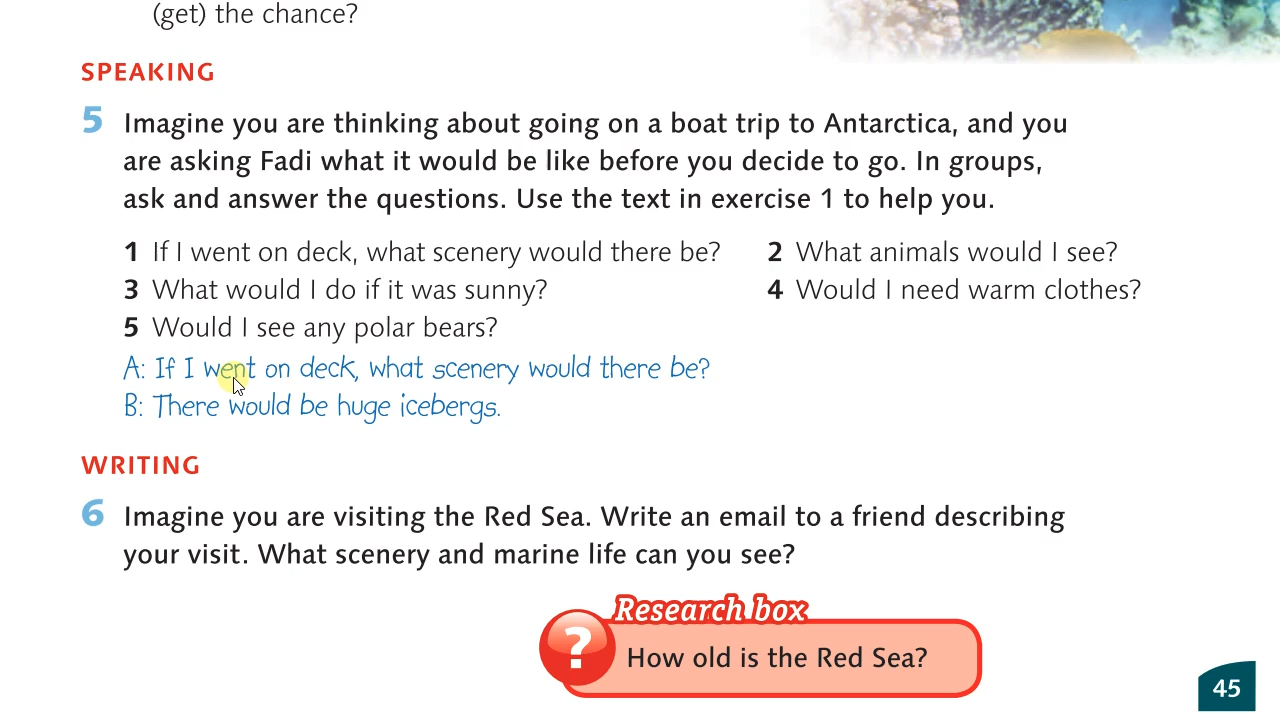 (get) the chance?
SPEAKING
5 Imagine you are thinking about going on a boat trip to Antarctica, and you
are asking Fadi what it would be like before you decide to go. In groups,
ask and answer the questions. Use the text in exercise 1 to help you.
1 If I went on deck, what scenery would there be? 2 What animals would I see?
3 What would I do if it was sunny? 4 Would I need warm clothes?
5 Would I see any polar bears?
A: If I went on deck, what scenery would there be?
B: There would be huge icebergs.
WRITING
6 Imagine you are visiting the Red Sea. Write an email to a friend describing
your visit. What scenery and marine life can you see?
Research box
? How old is the Red Sea?
45